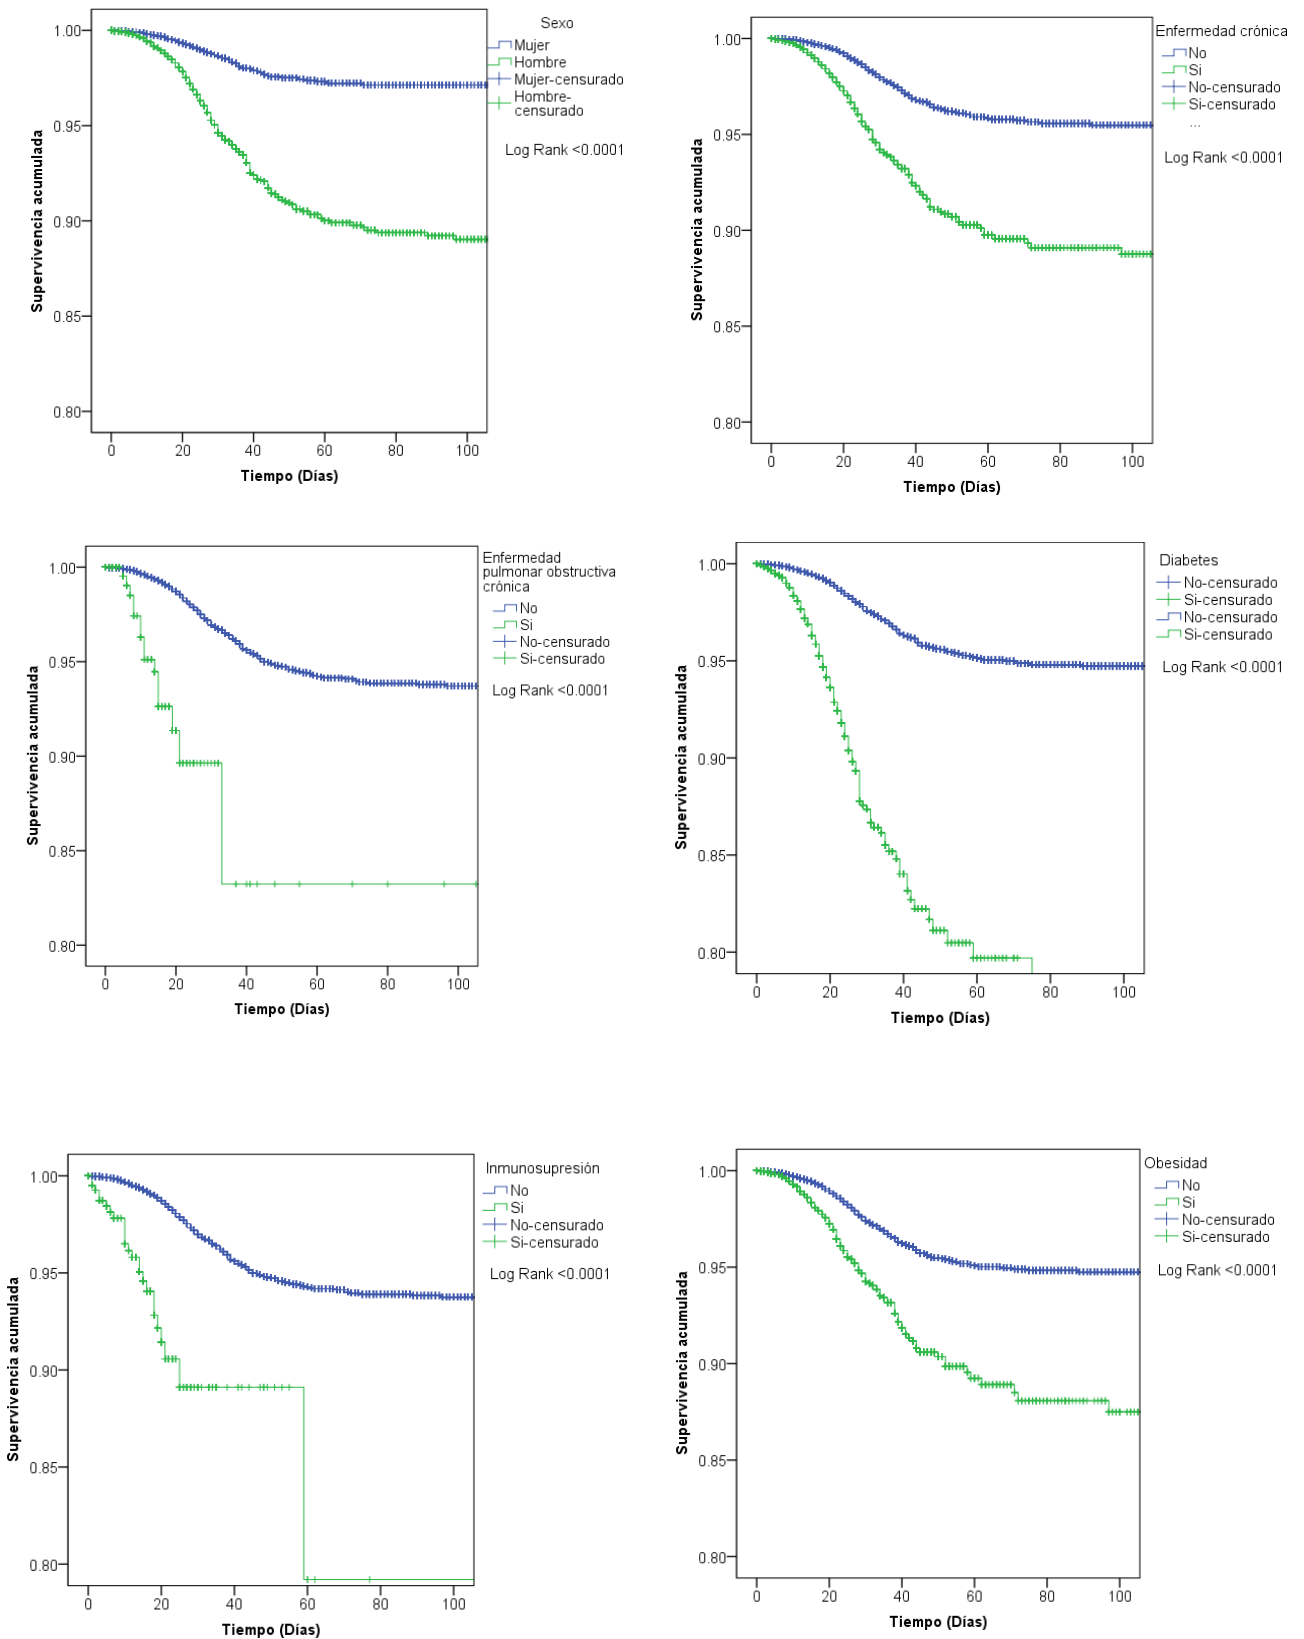 Sexo
Mujer
Hombre
Mujer-censurado
Hombre-
censurado
Log Rank <0.0001
1.00
0.95
0.90
0.85
0.80
Supervivencia acumulada
0 20 40 60 80 100
Tiempo (Días)
Enfermedad crónica
No
Si
No-censurado
Si-censurado
...
Log Rank <0.0001
1.00
0.95
0.90
0.85
0.80
Supervivencia acumulada
0 20 40 60 80 100
Tiempo (Días)
Enfermedad
pulmonar obstructiva
crónica
No
Si
No-censurado
Si-censurado
Log Rank <0.0001
1.00
0.95
0.90
0.85
0.80
Supervivencia acumulada
0 20 40 60 80 100
Tiempo (Días)
Diabetes
No-censurado
Si-censurado
No-censurado
Si-censurado
Log Rank <0.0001
1.00
0.95
0.90
0.85
0.80
Supervivencia acumulada
0 20 40 60 80 100
Tiempo (Días)
Inmunosupresión
No
Si
No-censurado
Si-censurado
Log Rank <0.0001
1.00
0.95
0.90
0.85
0.80
Supervivencia acumulada
0 20 40 60 80 100
Tiempo (Días)
Obesidad
No
Si
No-censurado
Si-censurado
Log Rank <0.0001
1.00
0.95
0.90
0.85
0.80
Supervivencia acumulada
0 20 40 60 80 100
Tiempo (Días)